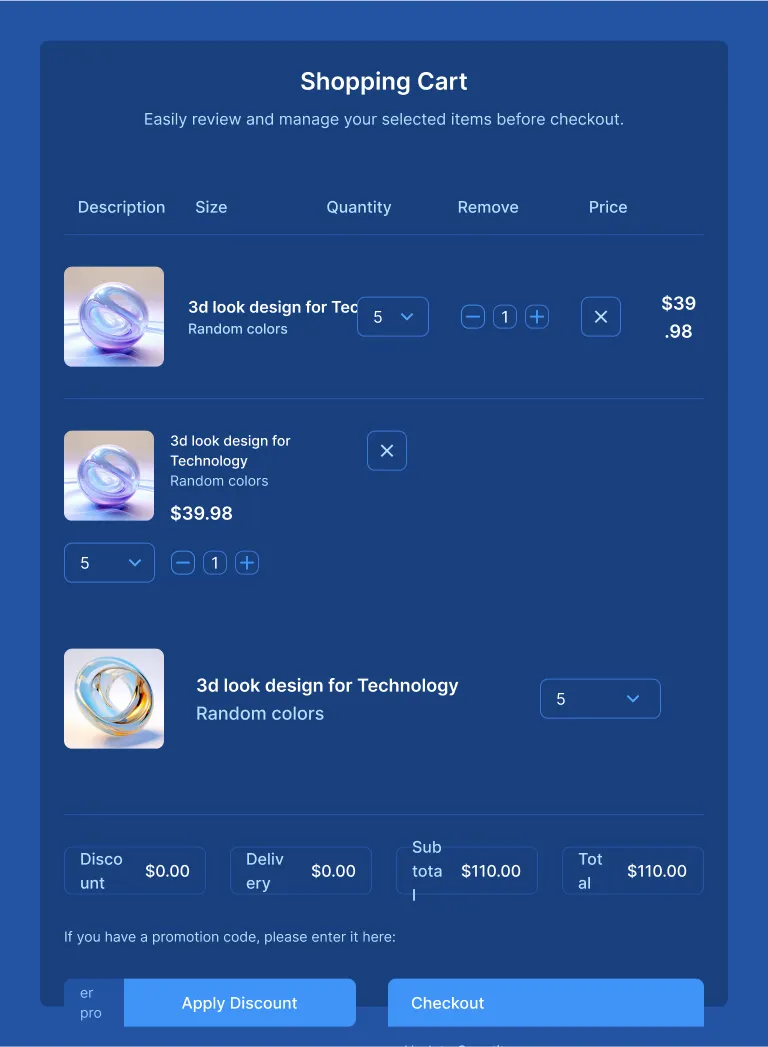 Shopping Cart
Easily review and manage your selected items before checkout.
Description Size Quantity Remove Price
3d look design for Tec
Random colors
5
1
$39
.98
3d look design for
Technology
Random colors
$39.98
5
1
3d look design for Technology
Random colors
5
Disco
unt
$0.00
Deliv
ery
$0.00
Sub
tota
l
$110.00
Tot
al
$110.00
If you have a promotion code, please enter it here:
er
pro
Apply Discount
Checkout